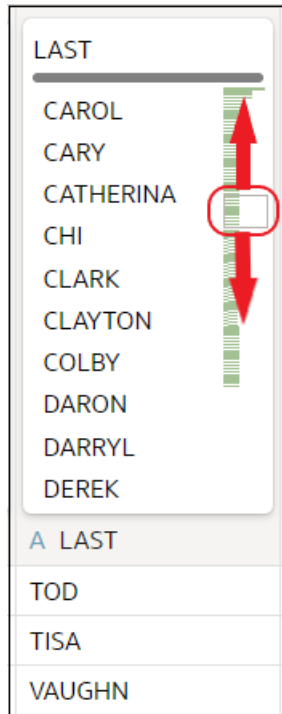 LAST
CAROL
CARY
CATHERINA
CHI
CLARK
CLAYTON
COLBY
DARON
DARRYL
DEREK
A LAST
TOD
TISA
VAUGHN